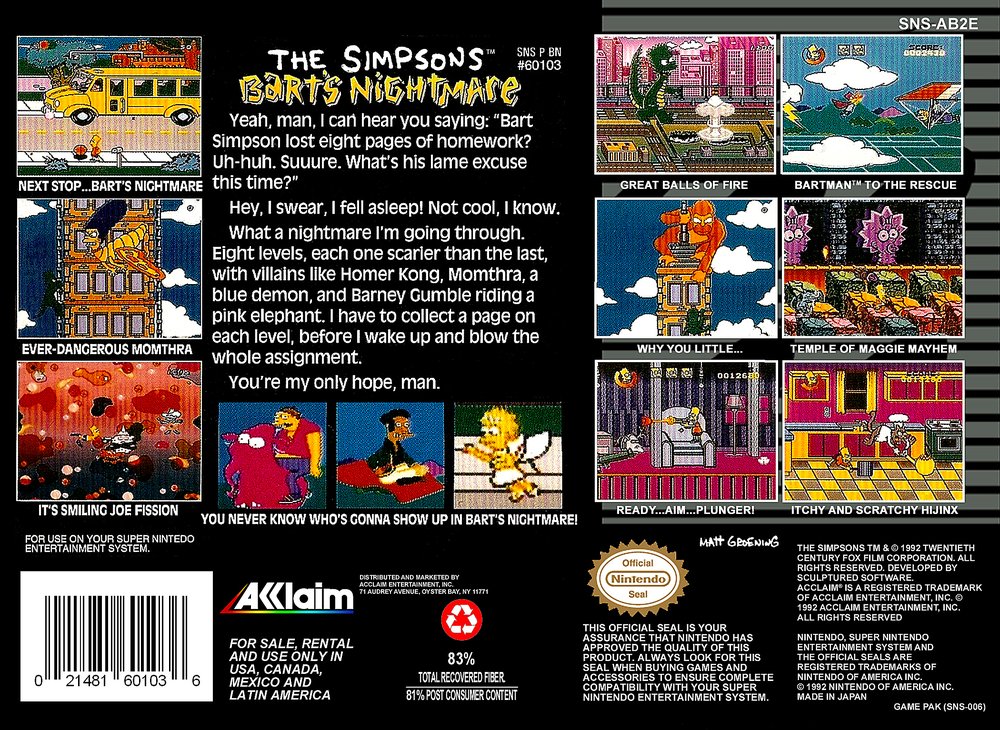 SNS-AB2E
THE SIMPSONS™
BART'S NIGHTMARE
SNS P BN
#60103
Yeah, man, I can hear you saying: “Bart
Simpson lost eight pages of homework?
Uh-huh. Suuure. What's his lame excuse
this time?”
Hey, I swear, I fell asleep! Not cool, I know.
What a nightmare I'm going through.
Eight levels, each one scarier than the last,
with villains like Homer Kong, Momthra, a
blue demon, and Barney Gumble riding a
pink elephant. I have to collect a page on
each level, before I wake up and blow the
whole assignment.
You're my only hope, man.
NEXT STOP...BART'S NIGHTMARE
EVER-DANGEROUS MOMTHRA
IT'S SMILING JOE FISSION
YOU NEVER KNOW WHO'S GONNA SHOW UP IN BART'S NIGHTMARE!
SCORE:
0002430
GREAT BALLS OF FIRE
BARTMAN™ TO THE RESCUE
WHY YOU LITTLE...
TEMPLE OF MAGGIE MAYHEM
READY...AIM...PLUNGER!
ITCHY AND SCRATCHY HIJINX
FOR USE ON YOUR SUPER NINTEDO
ENTERTAINMENT SYSTEM.
0 21481 60103 6
AKKlaim
DISTRIBUTED AND MARKETED BY
ACCLAIM ENTERTAINMENT, INC.
71 AUDREY AVENUE, OYSTER BAY, NY 11771
FOR SALE, RENTAL
AND USE ONLY IN
USA, CANADA,
MEXICO AND
LATIN AMERICA
83%
TOTAL RECOVERED FIBER.
81% POST CONSUMER CONTENT
Official
Nintendo
Seal
MATT GROENING
THIS OFFICIAL SEAL IS YOUR
ASSURANCE THAT NINTENDO HAS
APPROVED THE QUALITY OF THIS
PRODUCT. ALWAYS LOOK FOR THIS
SEAL WHEN BUYING GAMES AND
ACCESSORIES TO ENSURE COMPLETE
COMPATIBILITY WITH YOUR SUPER
NINTENDO ENTERTAINMENT SYSTEM.
THE SIMPSONS TM & © 1992 TWENTIETH
CENTURY FOX FILM CORPORATION. ALL
RIGHTS RESERVED. DEVELOPED BY
SCULPTURED SOFTWARE.
ACCLAIM® IS A REGISTERED TRADEMARK
OF ACCLAIM ENTERTAINMENT, INC. ©
1992 ACCLAIM ENTERTAINMENT, INC.
ALL RIGHTS RESERVED
NINTENDO, SUPER NINTENDO
ENTERTAINMENT SYSTEM AND
THE OFFICIAL SEALS ARE
REGISTERED TRADEMARKS OF
NINTENDO OF AMERICA INC.
© 1992 NINTENDO OF AMERICA INC.
MADE IN JAPAN
GAME PAK (SNS-006)